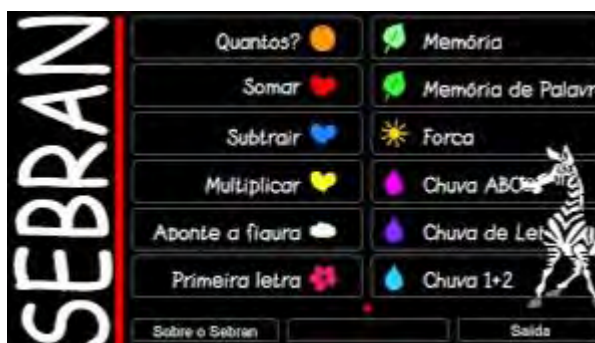 SEBRAN
Quantos?
Somar
Subtrair
Multiplicar
Aponte a figura
Primeira letra
Memória
Memória de Palavr
Forca
Chuva ABC
Chuva de Let
Chuva 1+2
Sobre o Sebran
Saída